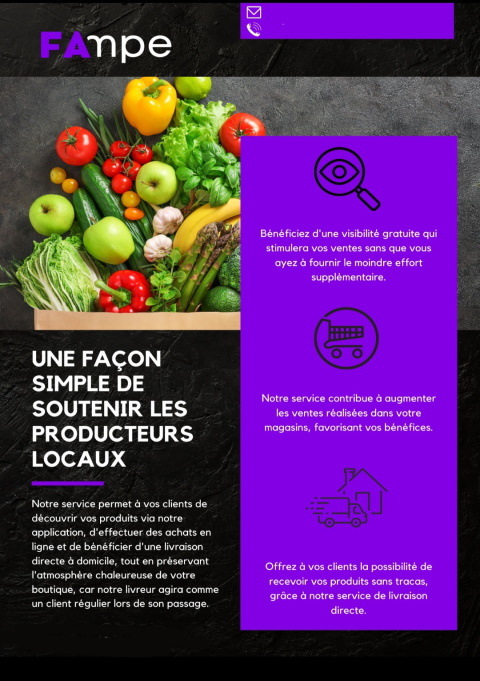 FAmpe
UNE FAÇON
SIMPLE DE
SOUTENIR LES
PRODUCTEURS
LOCAUX
Notre service permet à vos clients de
découvrir vos produits via notre
application, d'effectuer des achats en
ligne et de bénéficier d'une livraison
directe à domicile, tout en préservant
l'atmosphère chaleureuse de votre
boutique, car notre livreur agira comme
un client régulier lors de son passage.
Bénéficiez d'une visibilité gratuite qui
stimulera vos ventes sans que vous
ayez à fournir le moindre effort
supplémentaire.
Notre service contribue à augmenter
les ventes réalisées dans votre
magasins, favorisant vos bénéfices.
Offrez à vos clients la possibilité de
recevoir vos produits sans tracas,
grâce à notre service de livraison
directe.